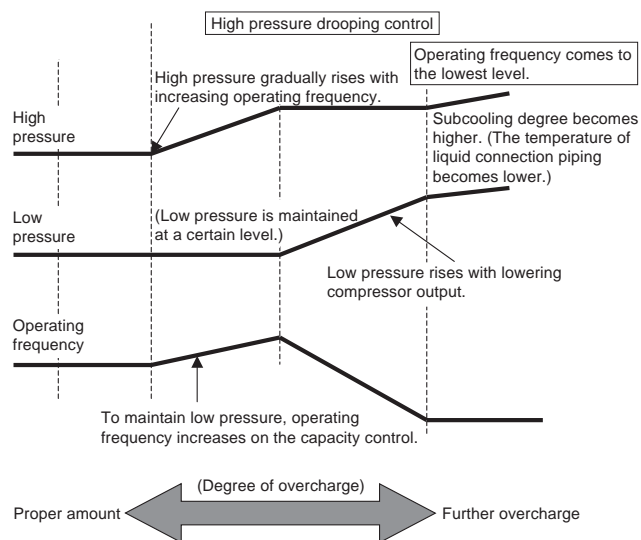 High pressure drooping control
Operating frequency comes to
the lowest level.
High pressure gradually rises with
increasing operating frequency.
High
pressure
Subcooling degree becomes
higher. (The temperature of
liquid connection piping
becomes lower.)
Low
pressure
(Low pressure is maintained
at a certain level.)
Low pressure rises with lowering
compressor output.
Operating
frequency
To maintain low pressure, operating
frequency increases on the capacity control.
(Degree of overcharge)
Proper amount
Further overcharge